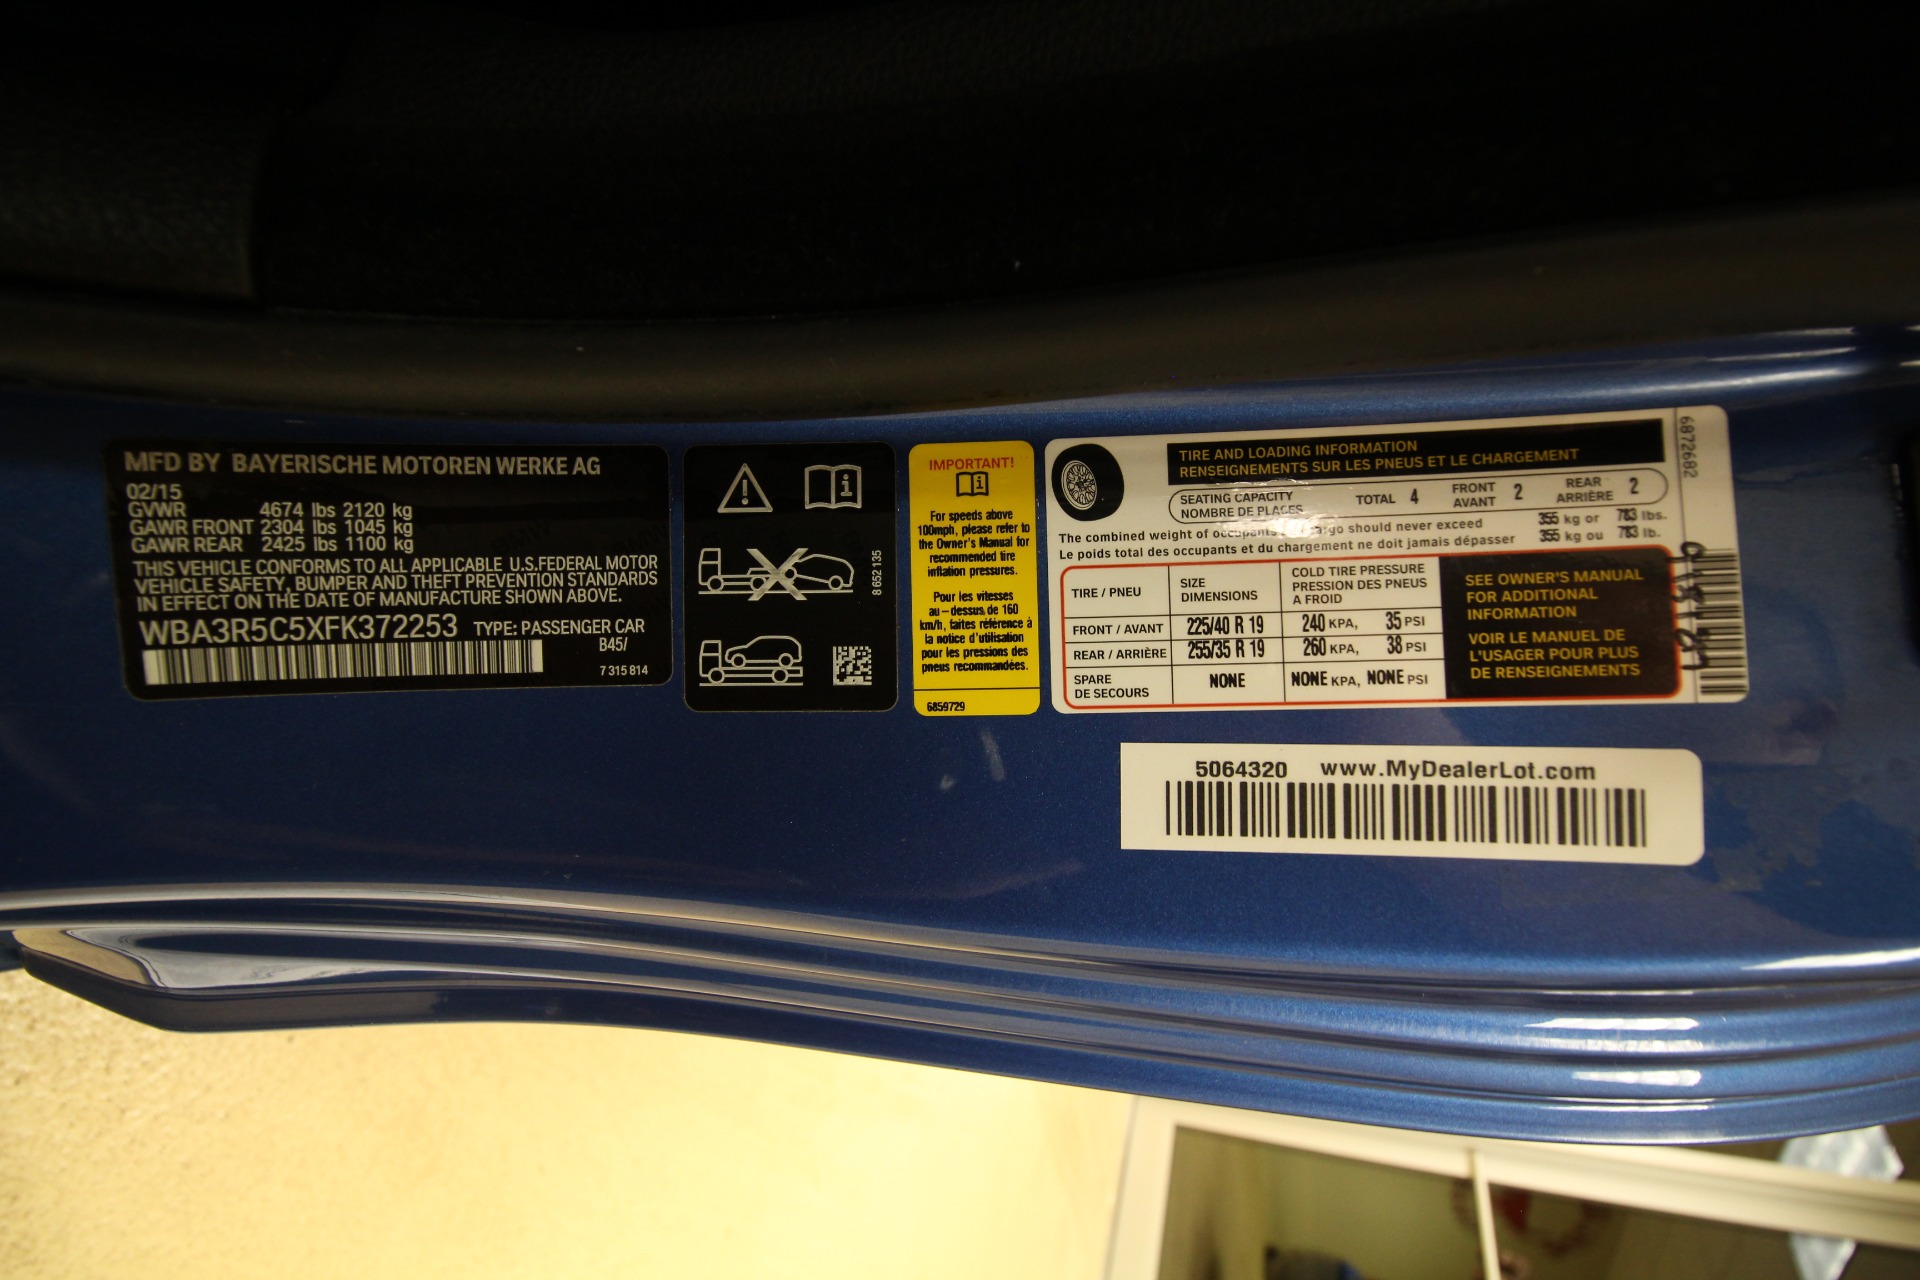 MFD BY BAYERISCHE MOTOREN WERKE AG
02/15
GVWR 4674 lbs 2120 kg
GAWR FRONT 2304 lbs 1045 kg
GAWR REAR 2425 lbs 1100 kg
THIS VEHICLE CONFORMS TO ALL APPLICABLE U.S.FEDERAL MOTOR
VEHICLE SAFETY, BUMPER AND THEFT PREVENTION STANDARDS
IN EFFECT ON THE DATE OF MANUFACTURE SHOWN ABOVE.
WBA3R5C5XFK372253 TYPE: PASSENGER CAR
B45/
7 315 814
8 652 135
IMPORTANT!
For speeds above
100mph, please refer to
the Owner's Manual for
recommended tire
inflation pressures.
Pour les vitesses
au-dessus de 160
km/h, faites référence à
la notice d'utilisation
pour les pressions des
pneus recommandées.
6859729
TIRE AND LOADING INFORMATION
RENSEIGNEMENTS SUR LES PNEUS ET LE CHARGEMENT
SEATING CAPACITY
NOMBRE DE PLACES
TOTAL 4
FRONT
AVANT 2
REAR
ARRIÈRE 2
The combined weight of occupants should never exceed 355 kg or 783 lbs.
Le poids total des occupants et du chargement ne doit jamais dépasser 355 kg ou 783 lb.
TIRE / PNEU
SIZE
DIMENSIONS
COLD TIRE PRESSURE
PRESSION DES PNEUS
A FROID
FRONT / AVANT 225/40 R 19 240 KPA, 35 PSI
REAR / ARRIÈRE 255/35 R 19 260 KPA, 38 PSI
SPARE
DE SECOURS NONE NONE KPA, NONE PSI
SEE OWNER'S MANUAL
FOR ADDITIONAL
INFORMATION
VOIR LE MANUEL DE
L'USAGER POUR PLUS
DE RENSEIGNEMENTS
6872682
5064320 www.MyDealerLot.com